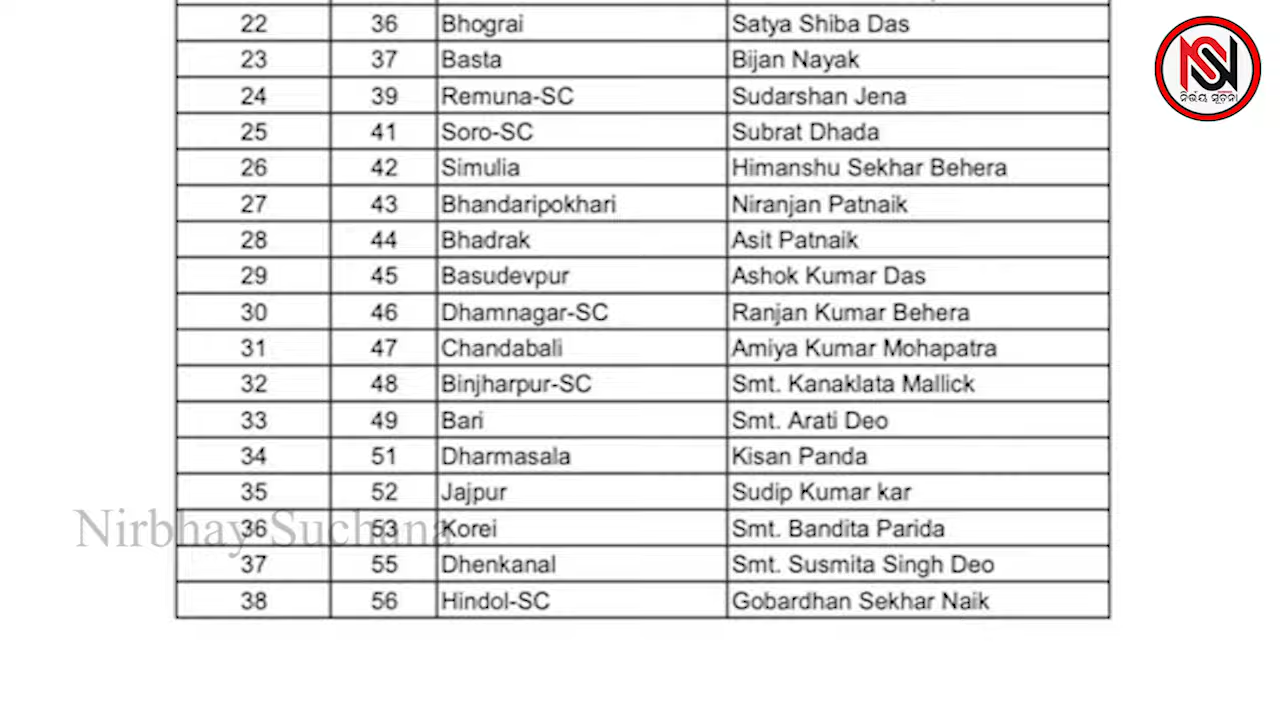 22 36 Bhograi Satya Shiba Das
23 37 Basta Bijan Nayak
24 39 Remuna-SC Sudarshan Jena
25 41 Soro-SC Subrat Dhada
26 42 Simulia Himanshu Sekhar Behera
27 43 Bhandaripokhari Niranjan Patnaik
28 44 Bhadrak Asit Patnaik
29 45 Basudevpur Ashok Kumar Das
30 46 Dhamnagar-SC Ranjan Kumar Behera
31 47 Chandabali Amiya Kumar Mohapatra
32 48 Binjharpur-SC Smt. Kanaklata Mallick
33 49 Bari Smt. Arati Deo
34 51 Dharmasala Kisan Panda
35 52 Jajpur Sudip Kumar kar
36 53 Korei Smt. Bandita Parida
37 55 Dhenkanal Smt. Susmita Singh Deo
38 56 Hindol-SC Gobardhan Sekhar Naik
Nirbhay Suchana
NSN
ନିର୍ଭୟ ସୂଚନା